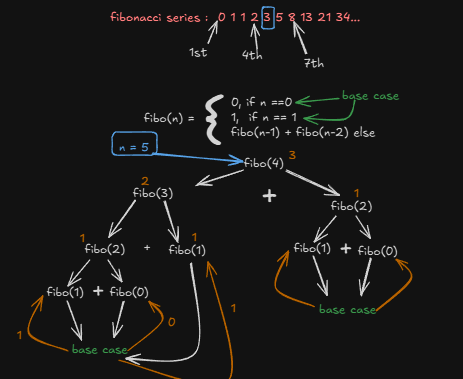 fibonacci series : 0 1 1 2 3 5 8 13 21 34...
1st 4th 7th
base case
0, if n ==0
fibo(n) = 1, if n == 1
fibo(n-1) + fibo(n-2) else
n = 5
fibo(4) 3
2 1
fibo(3) + fibo(2)
1 1
fibo(2) + fibo(1) fibo(1) + fibo(0)
fibo(1) + fibo(0)
1 0 1 base case
base case